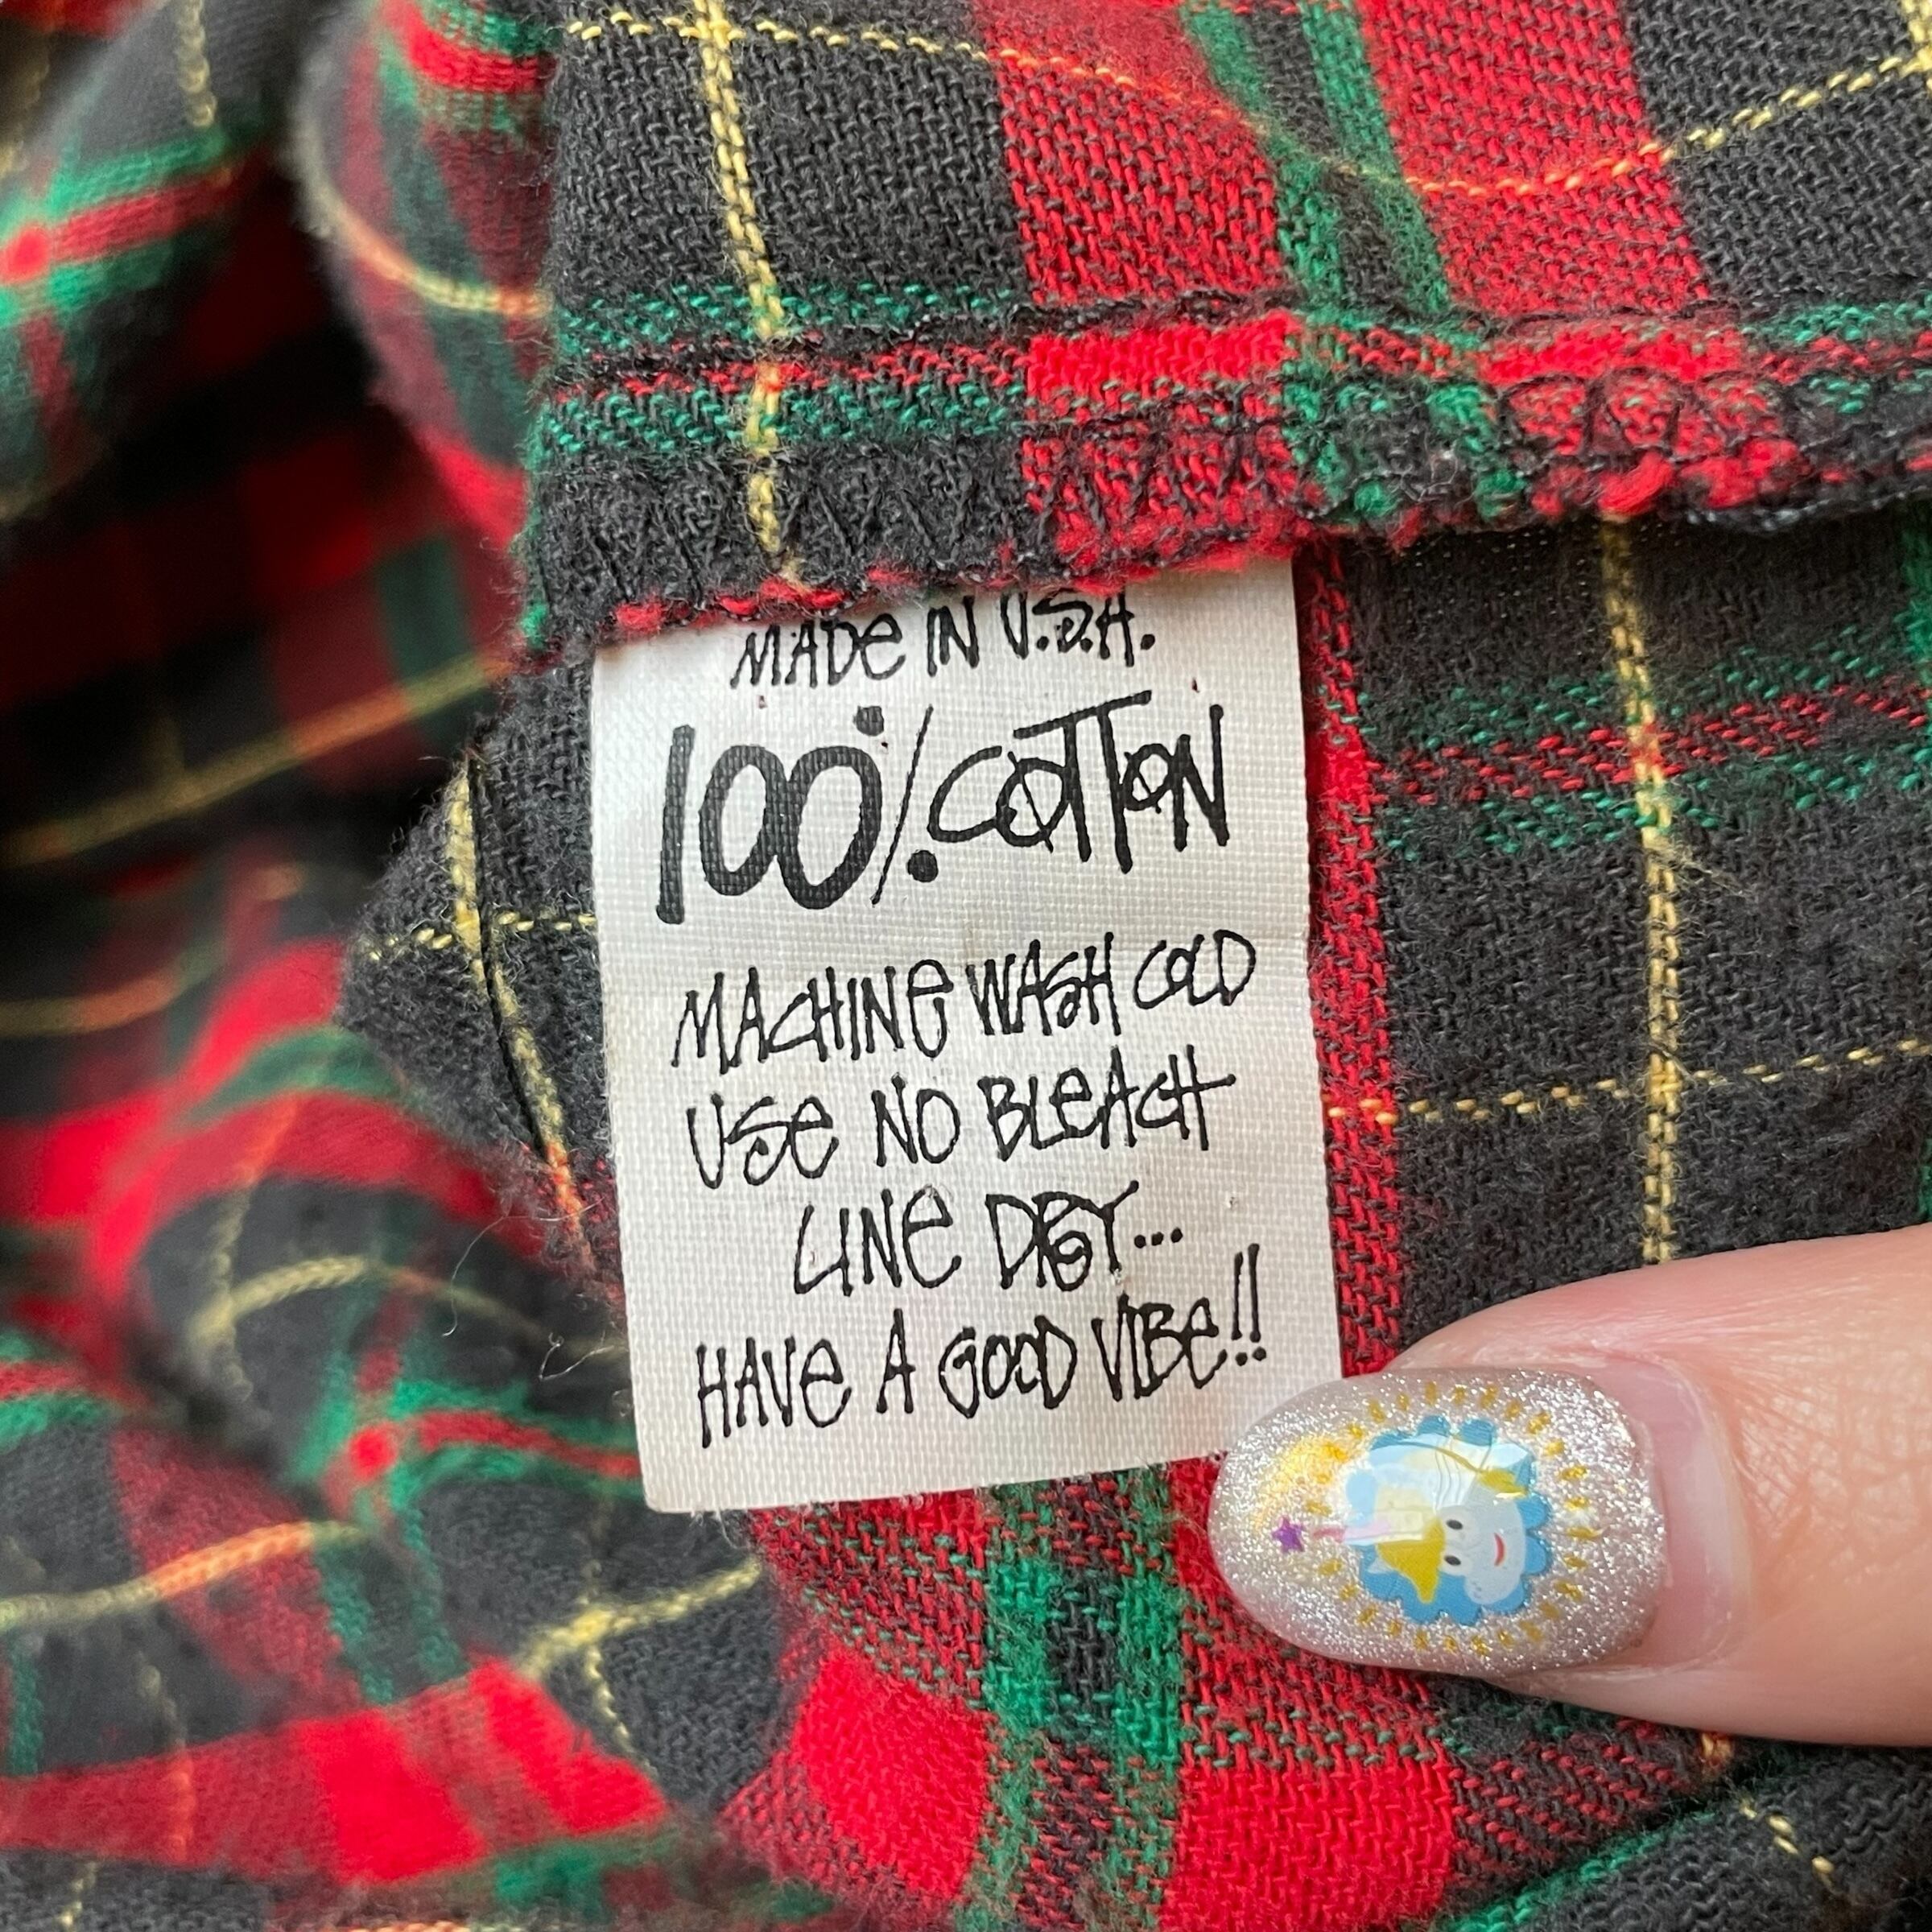 MADE IN U.S.A.
100% COTTON
MACHINE WASH COLD
USE NO BLEACH
LINE DRY...
HAVE A GOOD VIBE!!